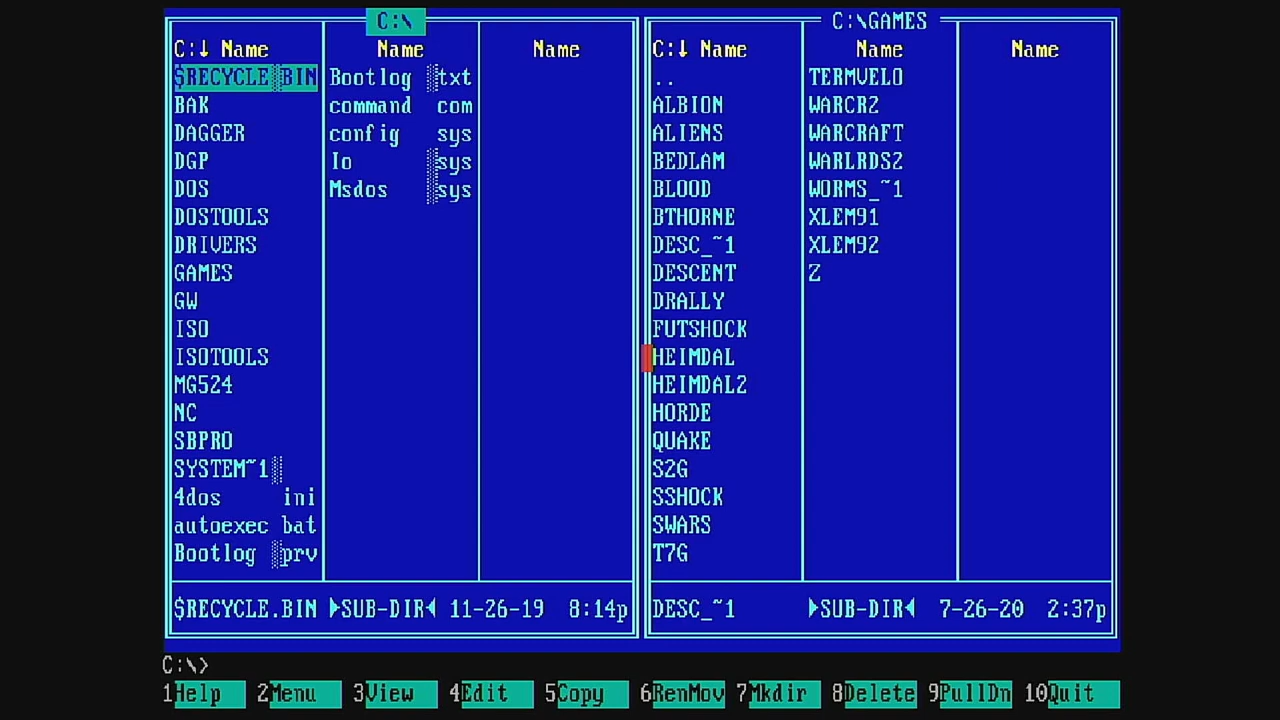 C:\
C:↓ Name Name Name
$RECYCLE░BIN Bootlog ░txt
BAK command com
DAGGER config sys
DGP Io ░sys
DOS Msdos ░sys
DOSTOOLS
DRIVERS
GAMES
GW
ISO
ISOTOOLS
MG524
NC
SBPRO
SYSTEM~1░
4dos ini
autoexec bat
Bootlog ░prv
$RECYCLE.BIN ►SUB-DIR◄ 11-26-19 8:14p
C:\GAMES
C:↓ Name Name Name
.. TERMVELO
ALBION WARCR2
ALIENS WARCRAFT
BEDLAM WARLRDS2
BLOOD WORMS_~1
BTHORNE XLEM91
DESC_~1 XLEM92
DESCENT Z
DRALLY
FUTSHOCK
HEIMDAL
HEIMDAL2
HORDE
QUAKE
S2G
SSHOCK
SWARS
T7G
DESC_~1 ►SUB-DIR◄ 7-26-20 2:37p
C:\>
1Help 2Menu 3View 4Edit 5Copy 6RenMov 7Mkdir 8Delete 9PullDn 10Quit